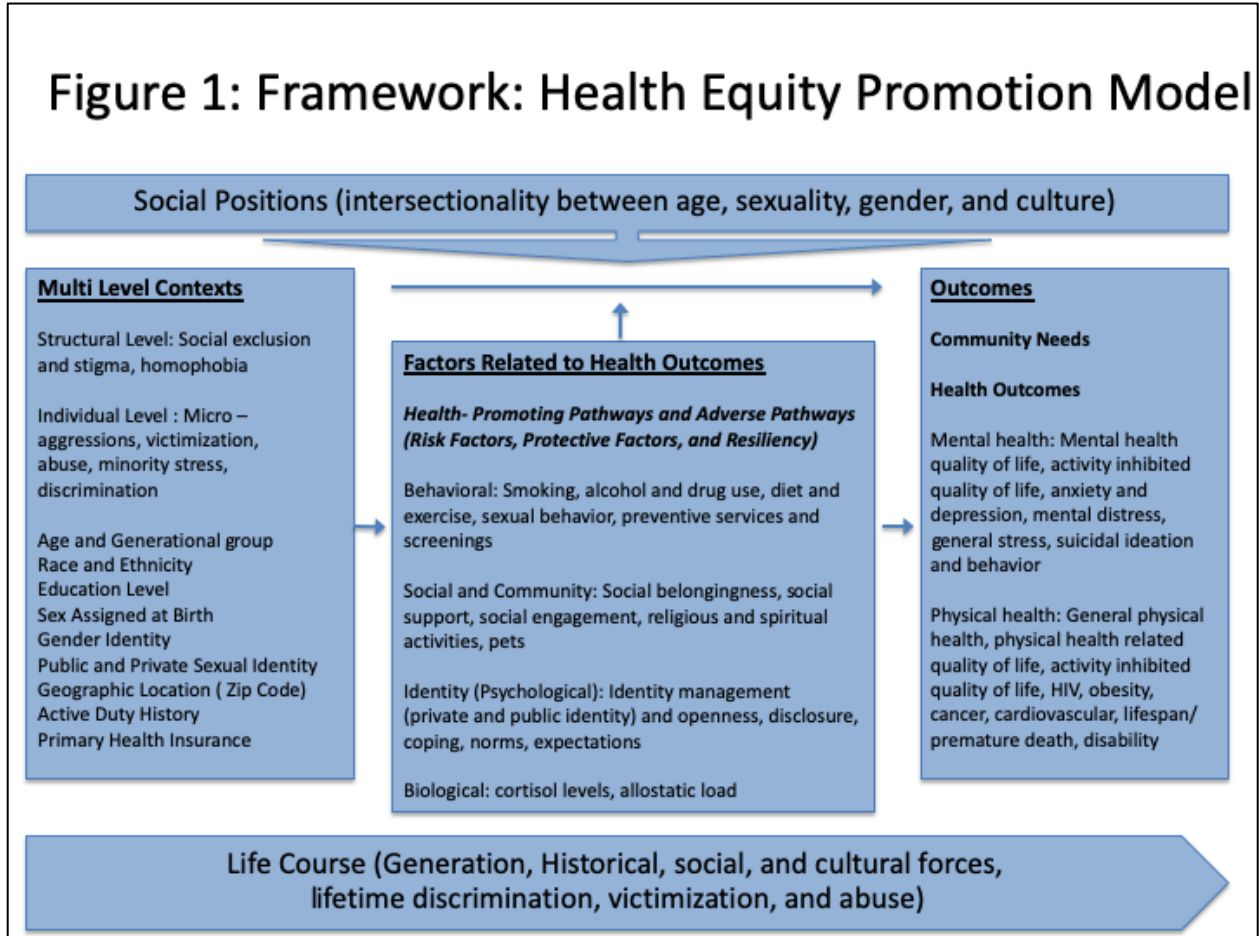 Figure 1: Framework: Health Equity Promotion Model
Social Positions (intersectionality between age, sexuality, gender, and culture)
Multi Level Contexts
Structural Level: Social exclusion
and stigma, homophobia
Individual Level : Micro –
aggressions, victimization,
abuse, minority stress,
discrimination
Age and Generational group
Race and Ethnicity
Education Level
Sex Assigned at Birth
Gender Identity
Public and Private Sexual Identity
Geographic Location ( Zip Code)
Active Duty History
Primary Health Insurance
Factors Related to Health Outcomes
Health- Promoting Pathways and Adverse Pathways
(Risk Factors, Protective Factors, and Resiliency)
Behavioral: Smoking, alcohol and drug use, diet and
exercise, sexual behavior, preventive services and
screenings
Social and Community: Social belongingness, social
support, social engagement, religious and spiritual
activities, pets
Identity (Psychological): Identity management
(private and public identity) and openness, disclosure,
coping, norms, expectations
Biological: cortisol levels, allostatic load
Outcomes
Community Needs
Health Outcomes
Mental health: Mental health
quality of life, activity inhibited
quality of life, anxiety and
depression, mental distress,
general stress, suicidal ideation
and behavior
Physical health: General physical
health, physical health related
quality of life, activity inhibited
quality of life, HIV, obesity,
cancer, cardiovascular, lifespan/
premature death, disability
Life Course (Generation, Historical, social, and cultural forces,
lifetime discrimination, victimization, and abuse)